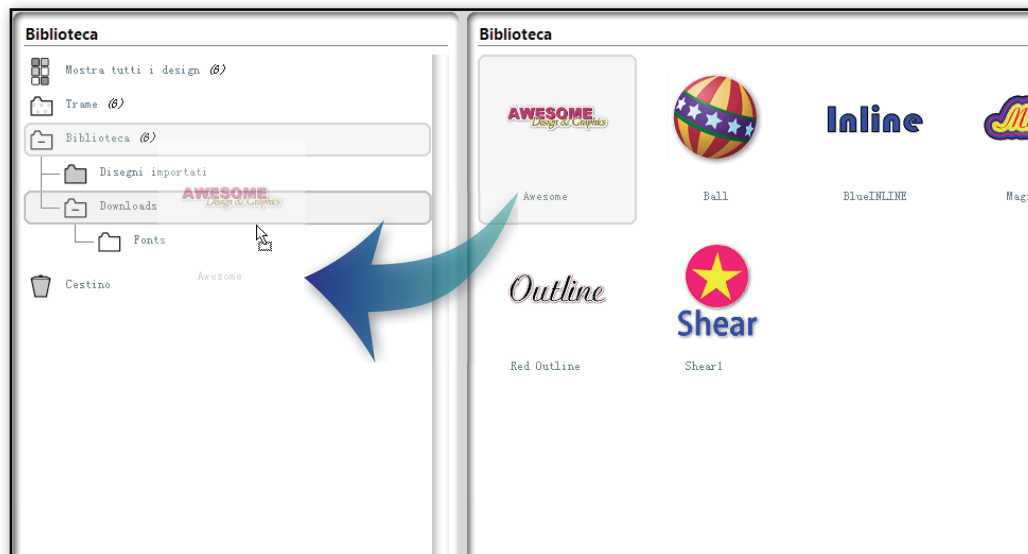 Biblioteca
Mostra tutti i design (6)
Trame (6)
Biblioteca (6)
Disegni importati
AWESOME
Design & Graphics
Downloads
Fonts
Awesome
Cestino
Biblioteca
AWESOME
Design & Graphics
Inline
Awesome
Ball
BlueINLINE
Magi
Outline
Shear
Red Outline
Shear1